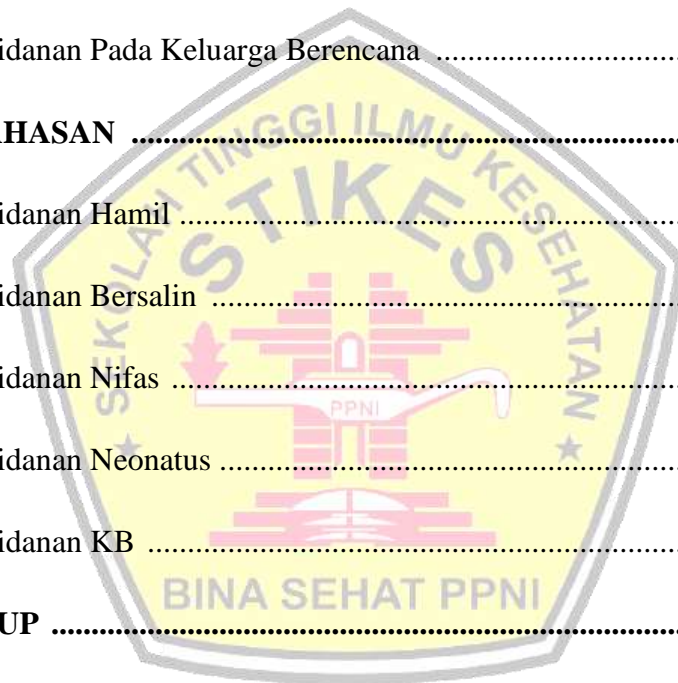 idanan Pada Keluarga Berencana ...............................
AHASAN ......................................................................
idanan Hamil ...............................................................
idanan Bersalin ...........................................................
idanan Nifas ................................................................
idanan Neonatus ..........................................................
idanan KB ...................................................................
UP ................................................................................
SEKOLAH TINGGI ILMU KESEHATAN
STIKES
PPNI
BINA SEHAT PPNI